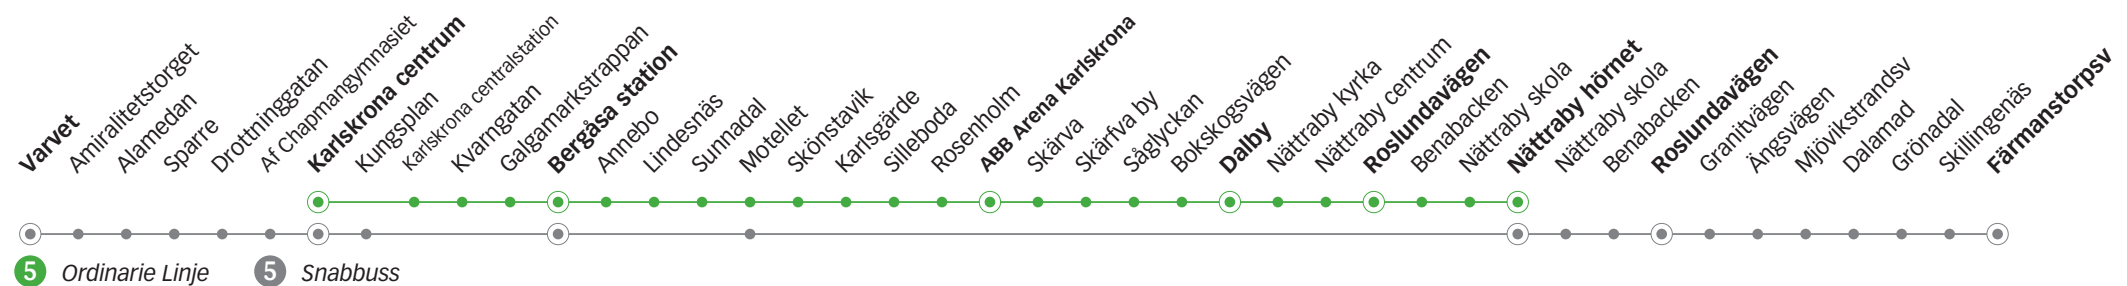 Varvet
Amiralitetstorget
Alamedan
Sparre
Drottninggatan
Af Chapmangymnasiet
Karlskrona centrum
Kungsplan
Karlskrona centralstation
Kvarngatan
Galgamarkstrappan
Bergåsa station
Annebo
Lindesnäs
Sunnadal
Motellet
Skönstavik
Karlsgärde
Silleboda
Rosenholm
ABB Arena Karlskrona
Skärva
Skärfva by
Såglyckan
Bokskogsvägen
Dalby
Nättraby kyrka
Nättraby centrum
Roslundavägen
Benabacken
Nättraby skola
Nättraby hörnet
Nättraby skola
Benabacken
Roslundavägen
Granitvägen
Ängsvägen
Mjövikstrandsv
Dalamad
Grönadal
Skillingenäs
Färmanstorpsv
5 Ordinarie Linje
5 Snabbuss